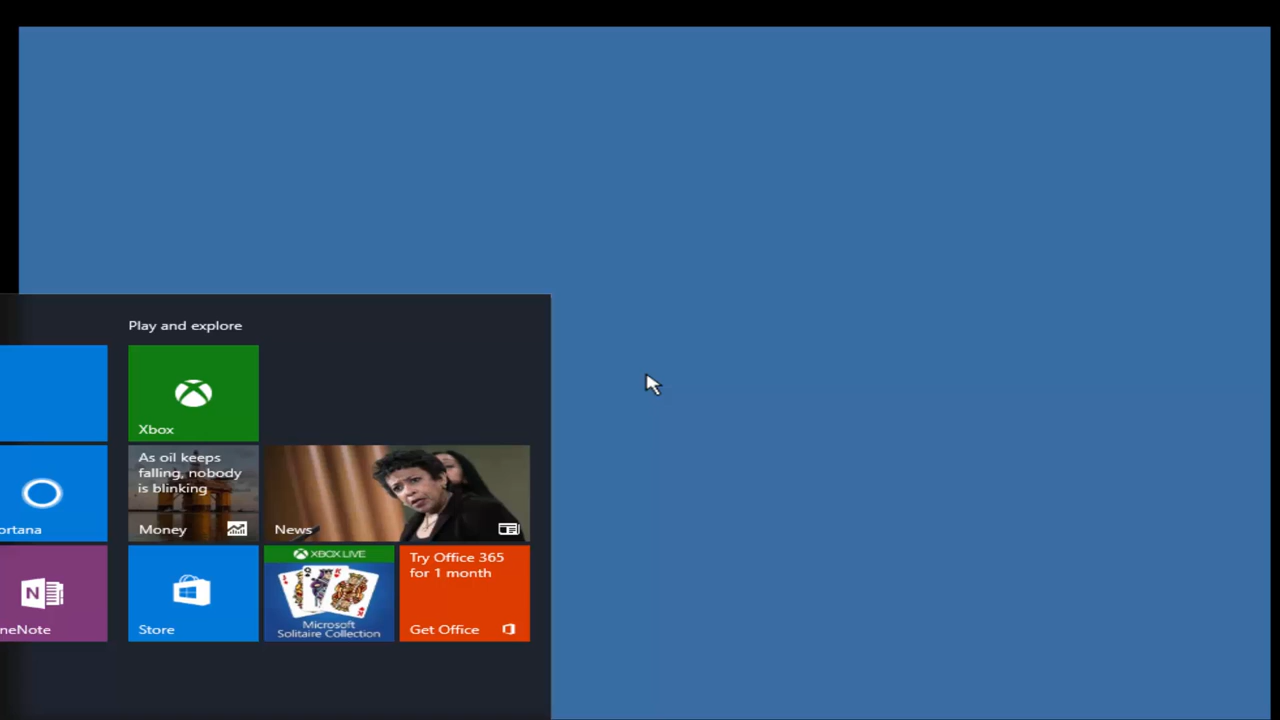 Play and explore
Xbox
As oil keeps
falling, nobody
is blinking
Money
News
ortana
XBOX LIVE
Microsoft
Solitaire Collection
Try Office 365
for 1 month
Get Office
Store
N
neNote